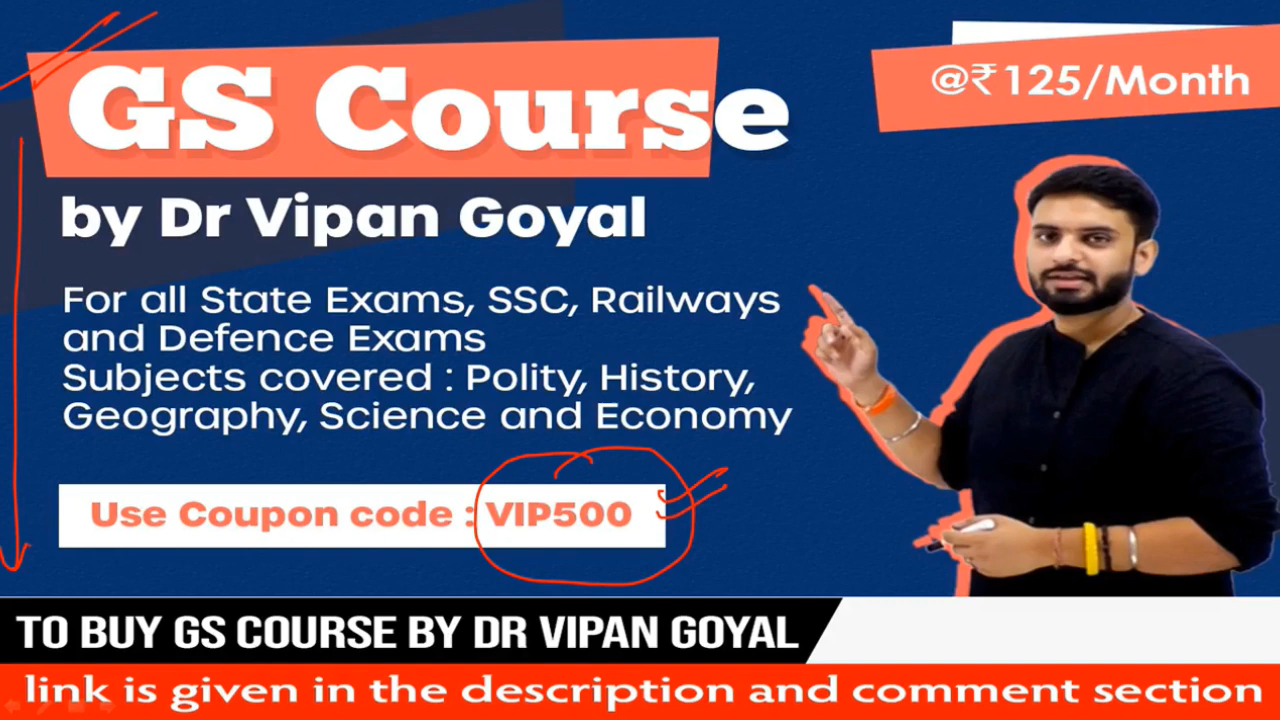 GS Course
@₹125/Month
by Dr Vipan Goyal
For all State Exams, SSC, Railways
and Defence Exams
Subjects covered : Polity, History,
Geography, Science and Economy
Use Coupon code : VIP500
TO BUY GS COURSE BY DR VIPAN GOYAL
link is given in the description and comment section